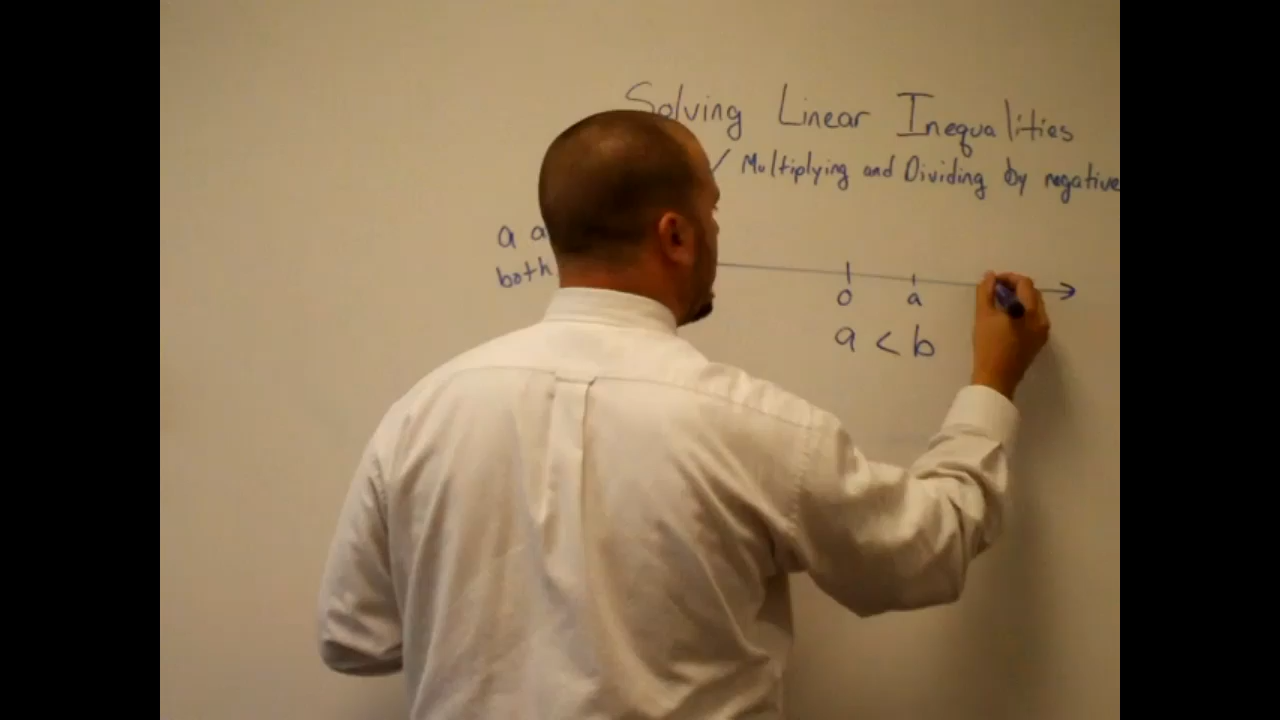 Solving Linear Inequalities
Multiplying and Dividing by negative
a
both
0 a
a < b